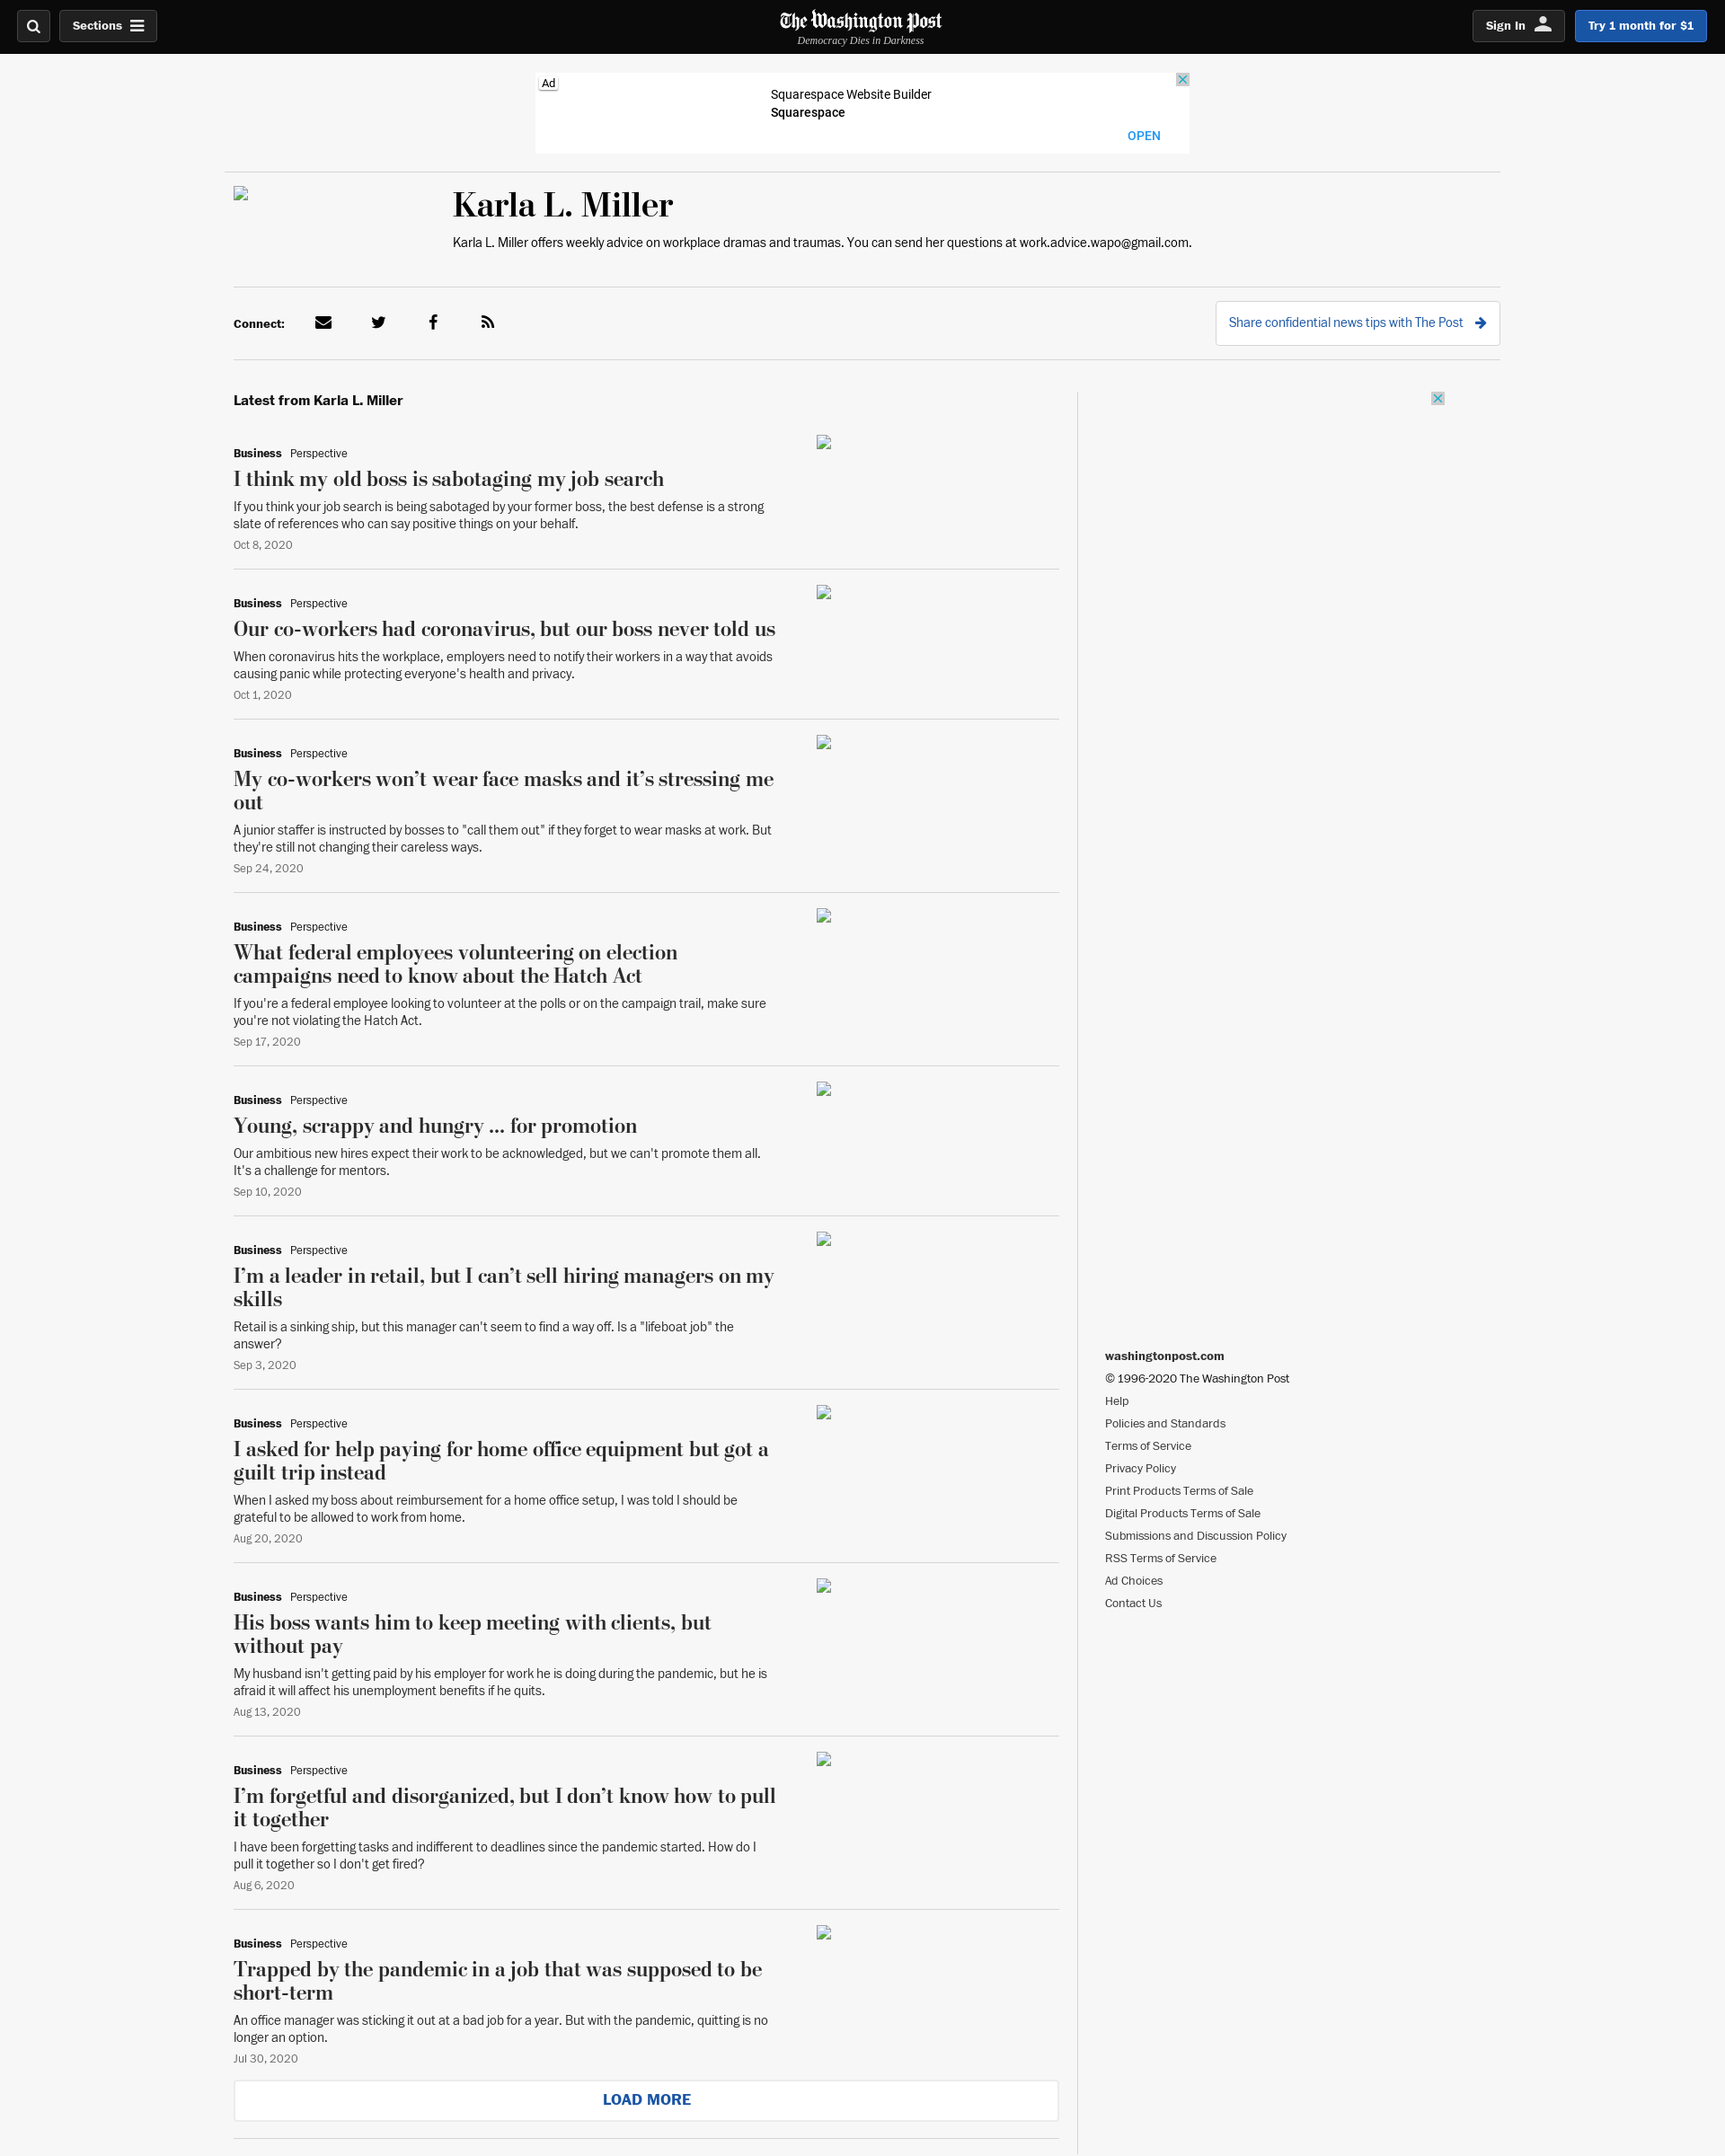 Sections
The Washington Post
Democracy Dies in Darkness
Sign In
Try 1 month for $1
Ad
Squarespace Website Builder
Squarespace
OPEN
Karla L. Miller
Karla L. Miller offers weekly advice on workplace dramas and traumas. You can send her questions at work.advice.wapo@gmail.com.
Connect:
Share confidential news tips with The Post
Latest from Karla L. Miller
Business Perspective
I think my old boss is sabotaging my job search
If you think your job search is being sabotaged by your former boss, the best defense is a strong
slate of references who can say positive things on your behalf.
Oct 8, 2020
Business Perspective
Our co-workers had coronavirus, but our boss never told us
When coronavirus hits the workplace, employers need to notify their workers in a way that avoids
causing panic while protecting everyone's health and privacy.
Oct 1, 2020
Business Perspective
My co-workers won’t wear face masks and it’s stressing me
out
A junior staffer is instructed by bosses to "call them out" if they forget to wear masks at work. But
they're still not changing their careless ways.
Sep 24, 2020
Business Perspective
What federal employees volunteering on election
campaigns need to know about the Hatch Act
If you're a federal employee looking to volunteer at the polls or on the campaign trail, make sure
you're not violating the Hatch Act.
Sep 17, 2020
Business Perspective
Young, scrappy and hungry ... for promotion
Our ambitious new hires expect their work to be acknowledged, but we can't promote them all.
It's a challenge for mentors.
Sep 10, 2020
Business Perspective
I’m a leader in retail, but I can’t sell hiring managers on my
skills
Retail is a sinking ship, but this manager can't seem to find a way off. Is a "lifeboat job" the
answer?
Sep 3, 2020
Business Perspective
I asked for help paying for home office equipment but got a
guilt trip instead
When I asked my boss about reimbursement for a home office setup, I was told I should be
grateful to be allowed to work from home.
Aug 20, 2020
Business Perspective
His boss wants him to keep meeting with clients, but
without pay
My husband isn't getting paid by his employer for work he is doing during the pandemic, but he is
afraid it will affect his unemployment benefits if he quits.
Aug 13, 2020
Business Perspective
I’m forgetful and disorganized, but I don’t know how to pull
it together
I have been forgetting tasks and indifferent to deadlines since the pandemic started. How do I
pull it together so I don't get fired?
Aug 6, 2020
Business Perspective
Trapped by the pandemic in a job that was supposed to be
short-term
An office manager was sticking it out at a bad job for a year. But with the pandemic, quitting is no
longer an option.
Jul 30, 2020
LOAD MORE
washingtonpost.com
© 1996-2020 The Washington Post
Help
Policies and Standards
Terms of Service
Privacy Policy
Print Products Terms of Sale
Digital Products Terms of Sale
Submissions and Discussion Policy
RSS Terms of Service
Ad Choices
Contact Us